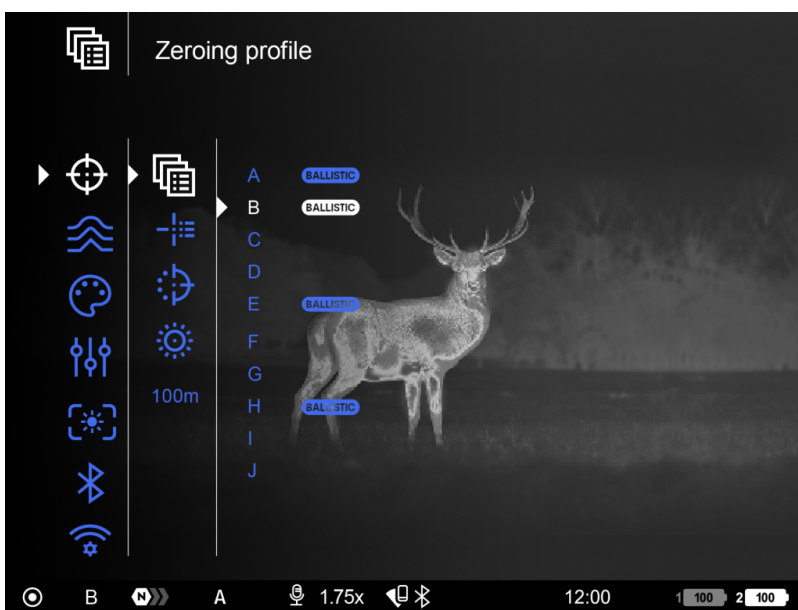 Zeroing profile
A BALLISTIC
B BALLISTIC
C
D
E BALLISTIC
F
G
H BALLISTIC
I
J
100m
B N A 1.75x 12:00 1 100 2 100